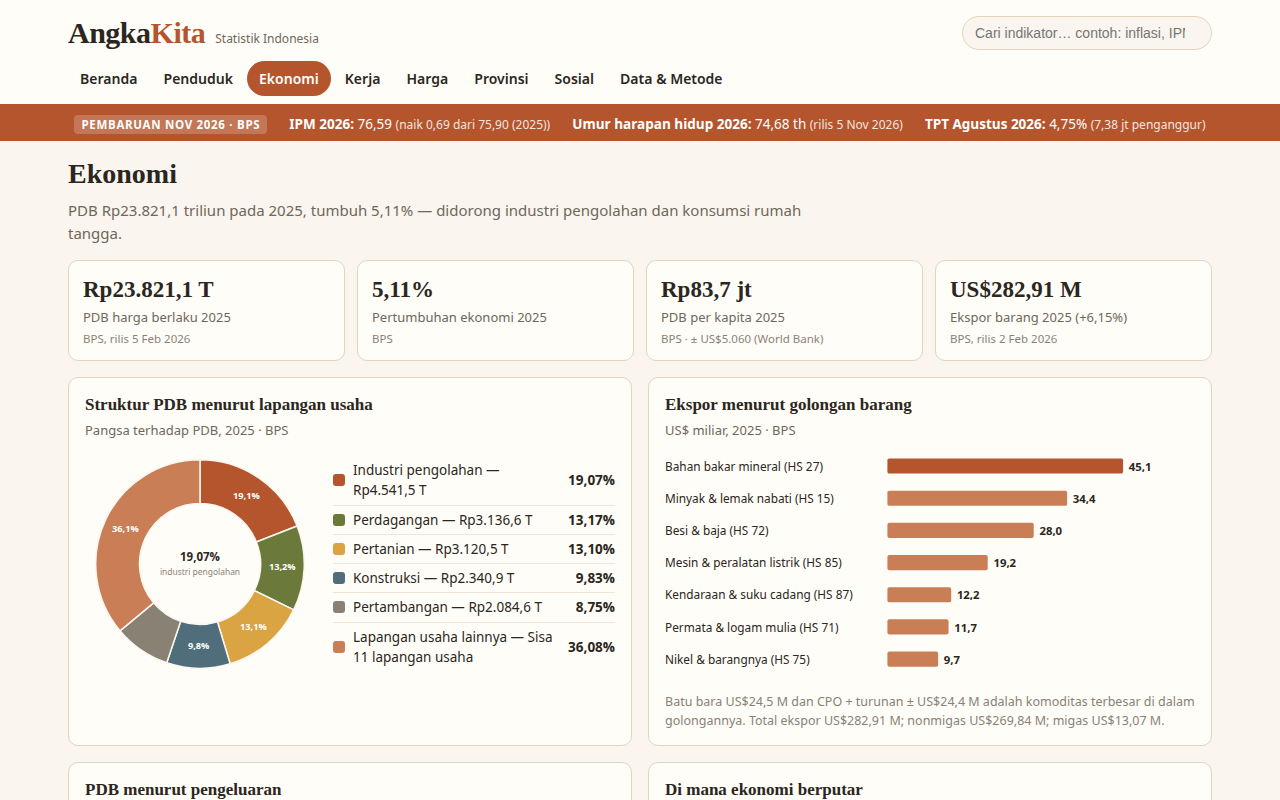 AngkaKita Statistik Indonesia
Cari indikator… contoh: inflasi, IPM
Beranda Penduduk Ekonomi Kerja Harga Provinsi Sosial Data & Metode
PEMBARUAN NOV 2026 · BPS IPM 2026: 76,59 (naik 0,69 dari 75,90 (2025)) Umur harapan hidup 2026: 74,68 th (rilis 5 Nov 2026) TPT Agustus 2026: 4,75% (7,38 jt penganggur)
Ekonomi
PDB Rp23.821,1 triliun pada 2025, tumbuh 5,11% — didorong industri pengolahan dan konsumsi rumah
tangga.
Rp23.821,1 T
PDB harga berlaku 2025
BPS, rilis 5 Feb 2026
5,11%
Pertumbuhan ekonomi 2025
BPS
Rp83,7 jt
PDB per kapita 2025
BPS · ± US$5.060 (World Bank)
US$282,91 M
Ekspor barang 2025 (+6,15%)
BPS, rilis 2 Feb 2026
Struktur PDB menurut lapangan usaha
Pangsa terhadap PDB, 2025 · BPS
19,1%
13,2%
13,1%
9,8%
36,1%
19,07%
industri pengolahan
Industri pengolahan —
Rp4.541,5 T 19,07%
Perdagangan — Rp3.136,6 T 13,17%
Pertanian — Rp3.120,5 T 13,10%
Konstruksi — Rp2.340,9 T 9,83%
Pertambangan — Rp2.084,6 T 8,75%
Lapangan usaha lainnya — Sisa
11 lapangan usaha 36,08%
Ekspor menurut golongan barang
US$ miliar, 2025 · BPS
Bahan bakar mineral (HS 27) 45,1
Minyak & lemak nabati (HS 15) 34,4
Besi & baja (HS 72) 28,0
Mesin & peralatan listrik (HS 85) 19,2
Kendaraan & suku cadang (HS 87) 12,2
Permata & logam mulia (HS 71) 11,7
Nikel & barangnya (HS 75) 9,7
Batu bara US$24,5 M dan CPO + turunan ± US$24,4 M adalah komoditas terbesar di dalam
golongannya. Total ekspor US$282,91 M; nonmigas US$269,84 M; migas US$13,07 M.
PDB menurut pengeluaran
Di mana ekonomi berputar